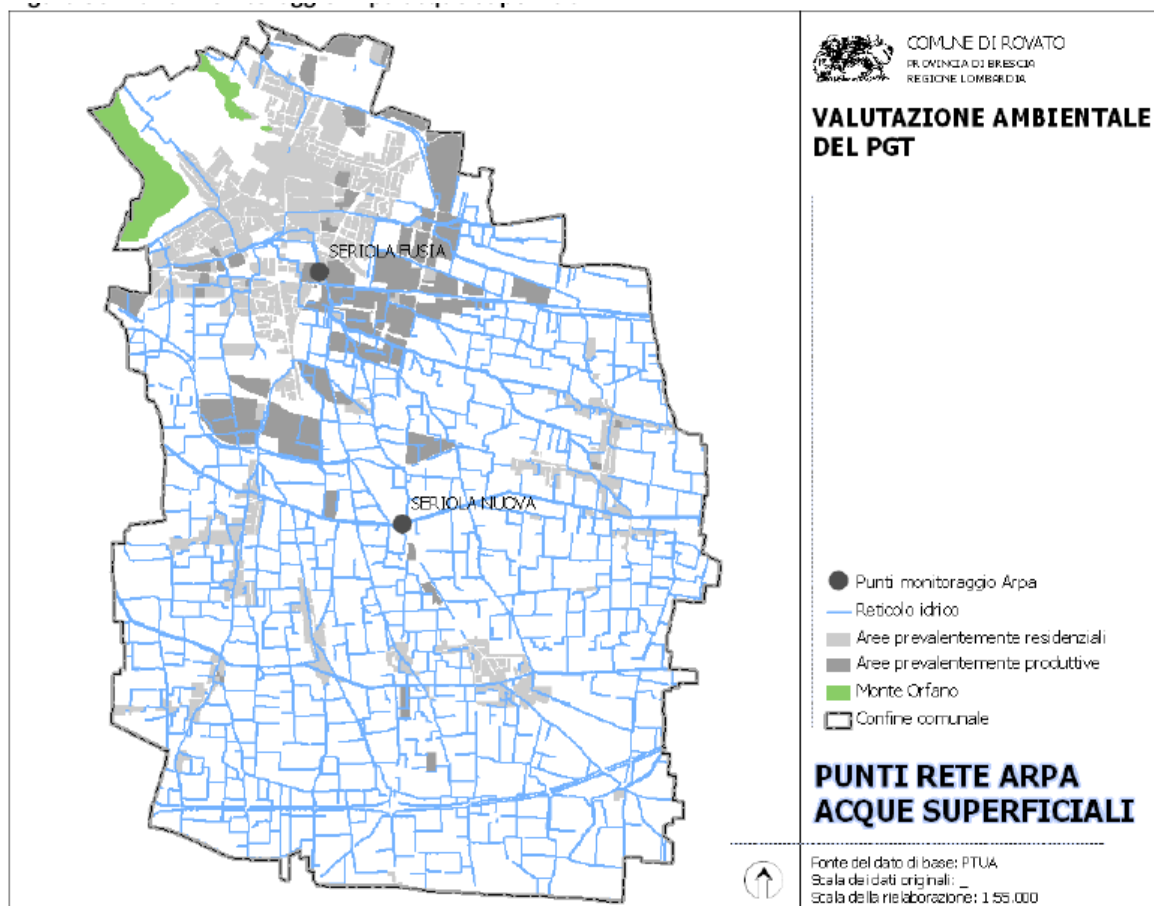 COMUNE DI ROVATO
PROVINCIA DI BRESCIA
REGIONE LOMBARDIA
VALUTAZIONE AMBIENTALE
DEL PGT
SERIOLA FUSIA
SERIOLA NUOVA
Punti monitoraggio Arpa
Reticolo idrico
Aree prevalentemente residenziali
Aree prevalentemente produttive
Monte Orfano
Confine comunale
PUNTI RETE ARPA
ACQUE SUPERFICIALI
Fonte del dato di base: PTUA
Scala dei dati originali: _
Scala della rielaborazione: 1:55.000